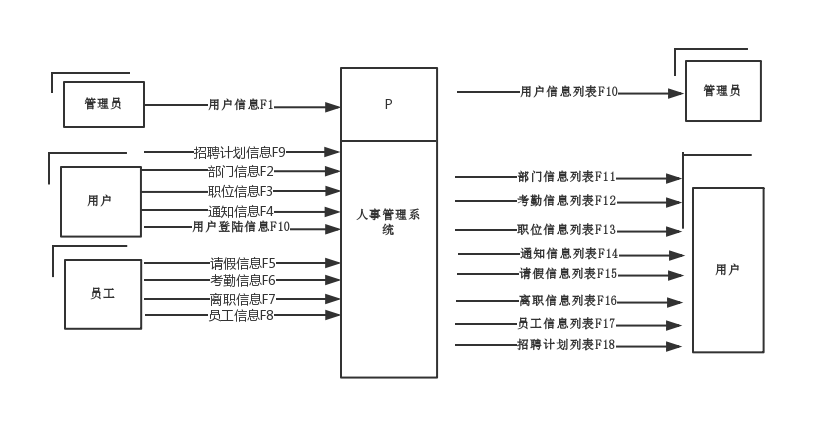 管理员
用户信息F1
P
用户信息列表F10
管理员
招聘计划信息F9
部门信息F2
职位信息F3
通知信息F4
用户登陆信息F10
用户
请假信息F5
考勤信息F6
离职信息F7
员工信息F8
员工
人事管理系
统
部门信息列表F11
考勤信息列表F12
职位信息列表F13
通知信息列表F14
请假信息列表F15
离职信息列表F16
员工信息列表F17
招聘计划列表F18
用户